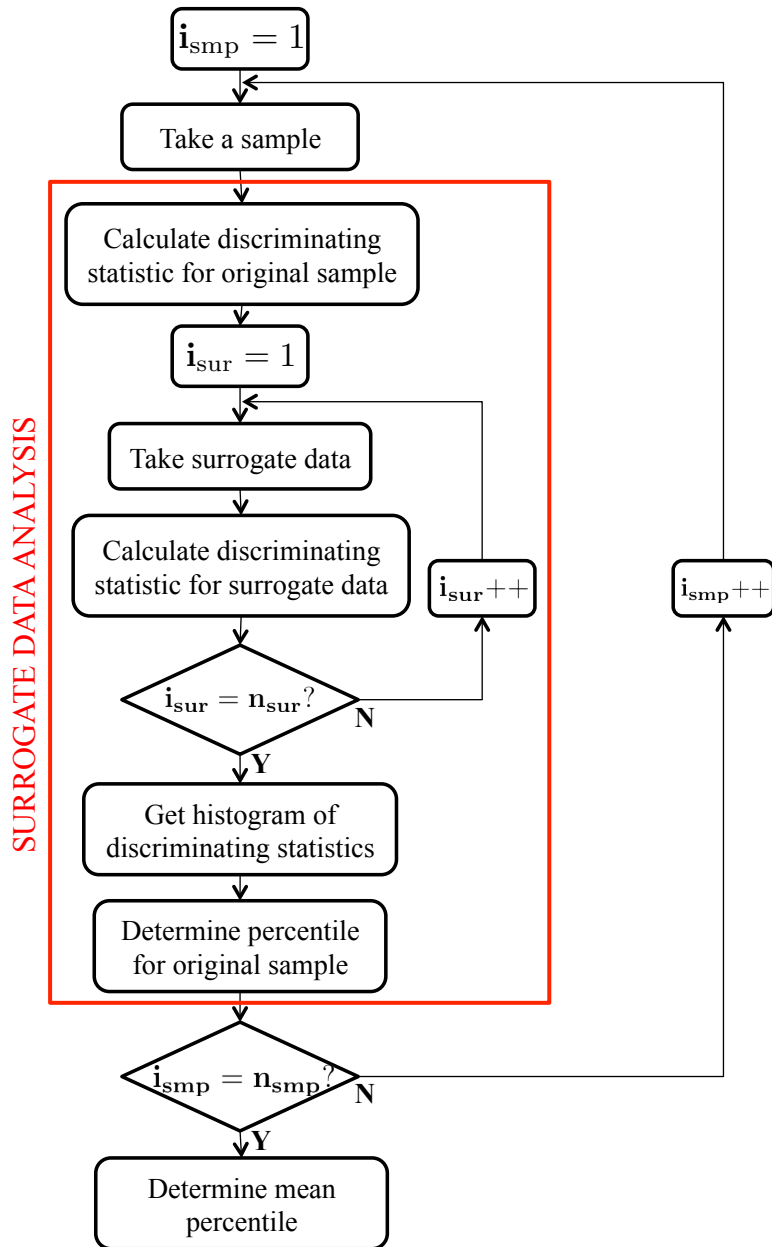 i_smp = 1
Take a sample
SURROGATE DATA ANALYSIS
Calculate discriminating
statistic for original sample
i_sur = 1
Take surrogate data
Calculate discriminating
statistic for surrogate data
i_sur++
i_smp++
i_sur = n_sur?
N
Y
Get histogram of
discriminating statistics
Determine percentile
for original sample
i_smp = n_smp?
N
Y
Determine mean
percentile